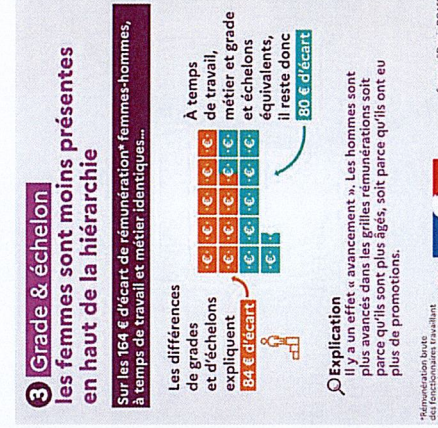 3 Grade & échelon
les femmes sont moins présentes
en haut de la hiérarchie
Sur les 164 € d'écart de rémunération* femmes-hommes,
à temps de travail et métier identiques...
Les différences
de grades
et d'échelons
expliquent
84 € d'écart
À temps
de travail,
métier et grade
et échelons
équivalents,
il reste donc
80 € d'écart
Explication
Il y a un effet « avancement ». Les hommes sont
plus avancés dans les grilles rémunérations soit
parce qu'ils sont plus âgés, soit parce qu'ils ont eu
plus de promotions.
*Rémunération brute
des fonctionnaires travaillant